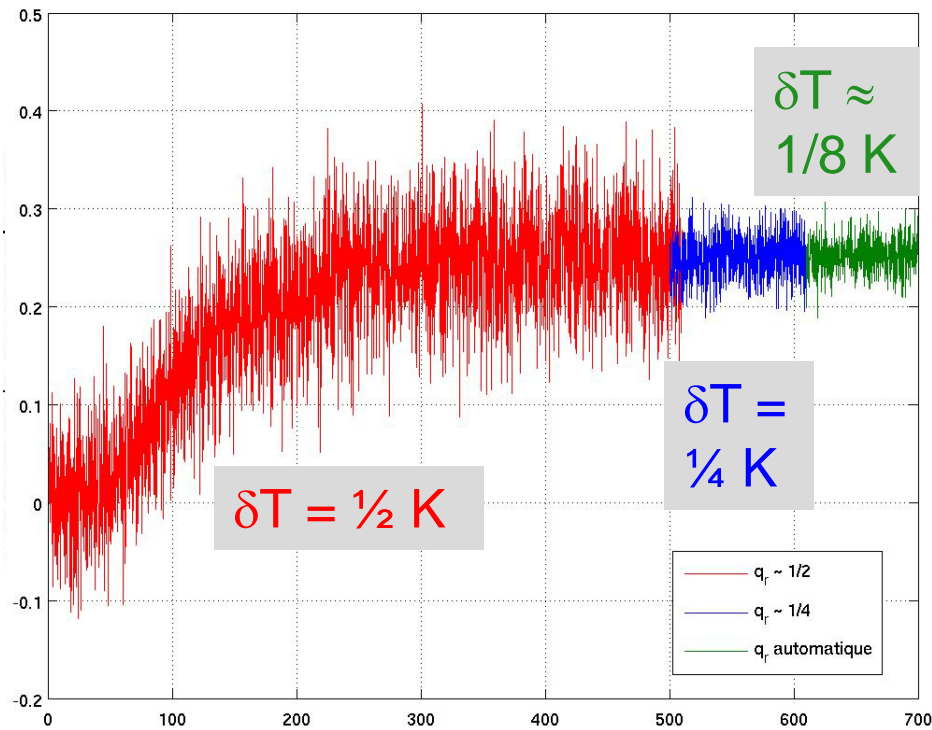 0.5
0.4
0.3
0.2
0.1
0
-0.1
-0.2
0 100 200 300 400 500 600 700
δT ≈
1/8 K
δT =
¼ K
δT = ½ K
q_r ~ 1/2
q_r ~ 1/4
q_r automatique